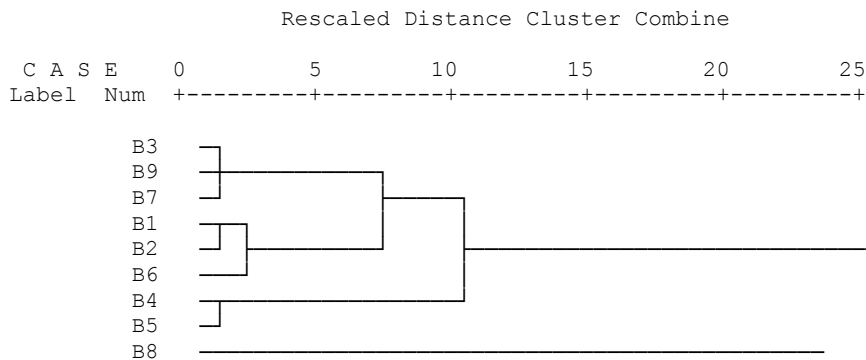 Rescaled Distance Cluster Combine
C A S E 0 5 10 15 20 25
Label Num +---------+---------+---------+---------+---------+
B3
B9
B7
B1
B2
B6
B4
B5
B8